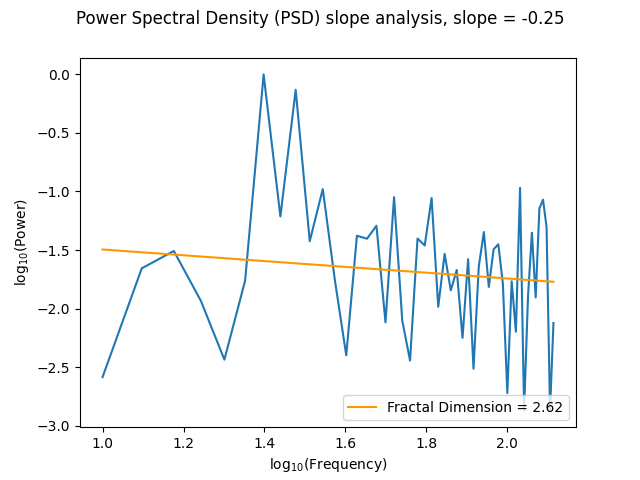 Power Spectral Density (PSD) slope analysis, slope = -0.25
0.0
−0.5
−1.0
−1.5
−2.0
−2.5
−3.0
log₁₀(Power)
Fractal Dimension = 2.62
1.0 1.2 1.4 1.6 1.8 2.0
log₁₀(Frequency)